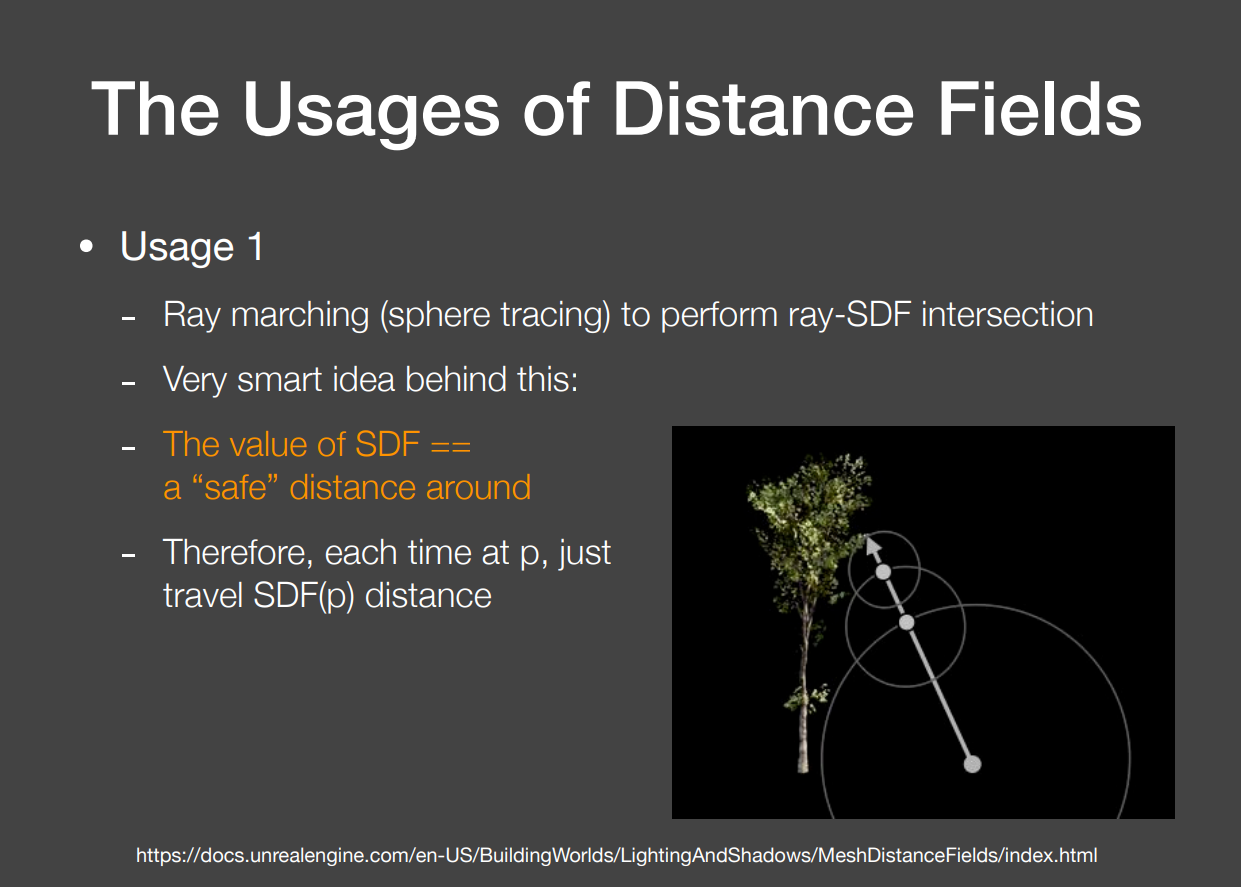 The Usages of Distance Fields
• Usage 1
- Ray marching (sphere tracing) to perform ray-SDF intersection
- Very smart idea behind this:
- The value of SDF ==
a “safe” distance around
- Therefore, each time at p, just
travel SDF(p) distance
https://docs.unrealengine.com/en-US/BuildingWorlds/LightingAndShadows/MeshDistanceFields/index.html